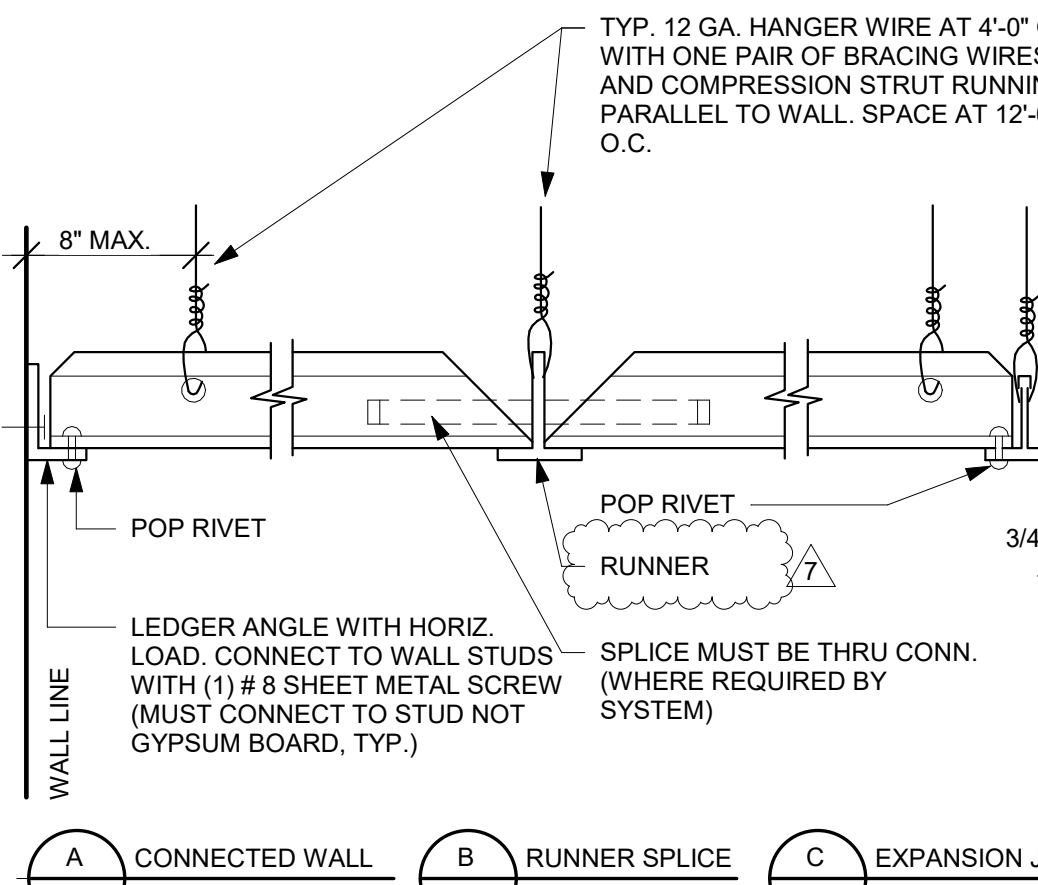 TYP. 12 GA. HANGER WIRE AT 4'-0"
WITH ONE PAIR OF BRACING WIRES
AND COMPRESSION STRUT
PARALLEL TO WALL. SPACE AT
O.C.
8" MAX.
POP RIVET
POP RIVET
RUNNER
7
3/4
LEDGER ANGLE WITH HORIZ.
LOAD. CONNECT TO WALL STUDS
WITH (1) # 8 SHEET METAL SCREW
(MUST CONNECT TO STUD NOT
GYPSUM BOARD, TYP.)
SPLICE MUST BE THRU CONN.
(WHERE REQUIRED BY
SYSTEM)
WALL LINE
A CONNECTED WALL
B RUNNER SPLICE
C EXPANSION